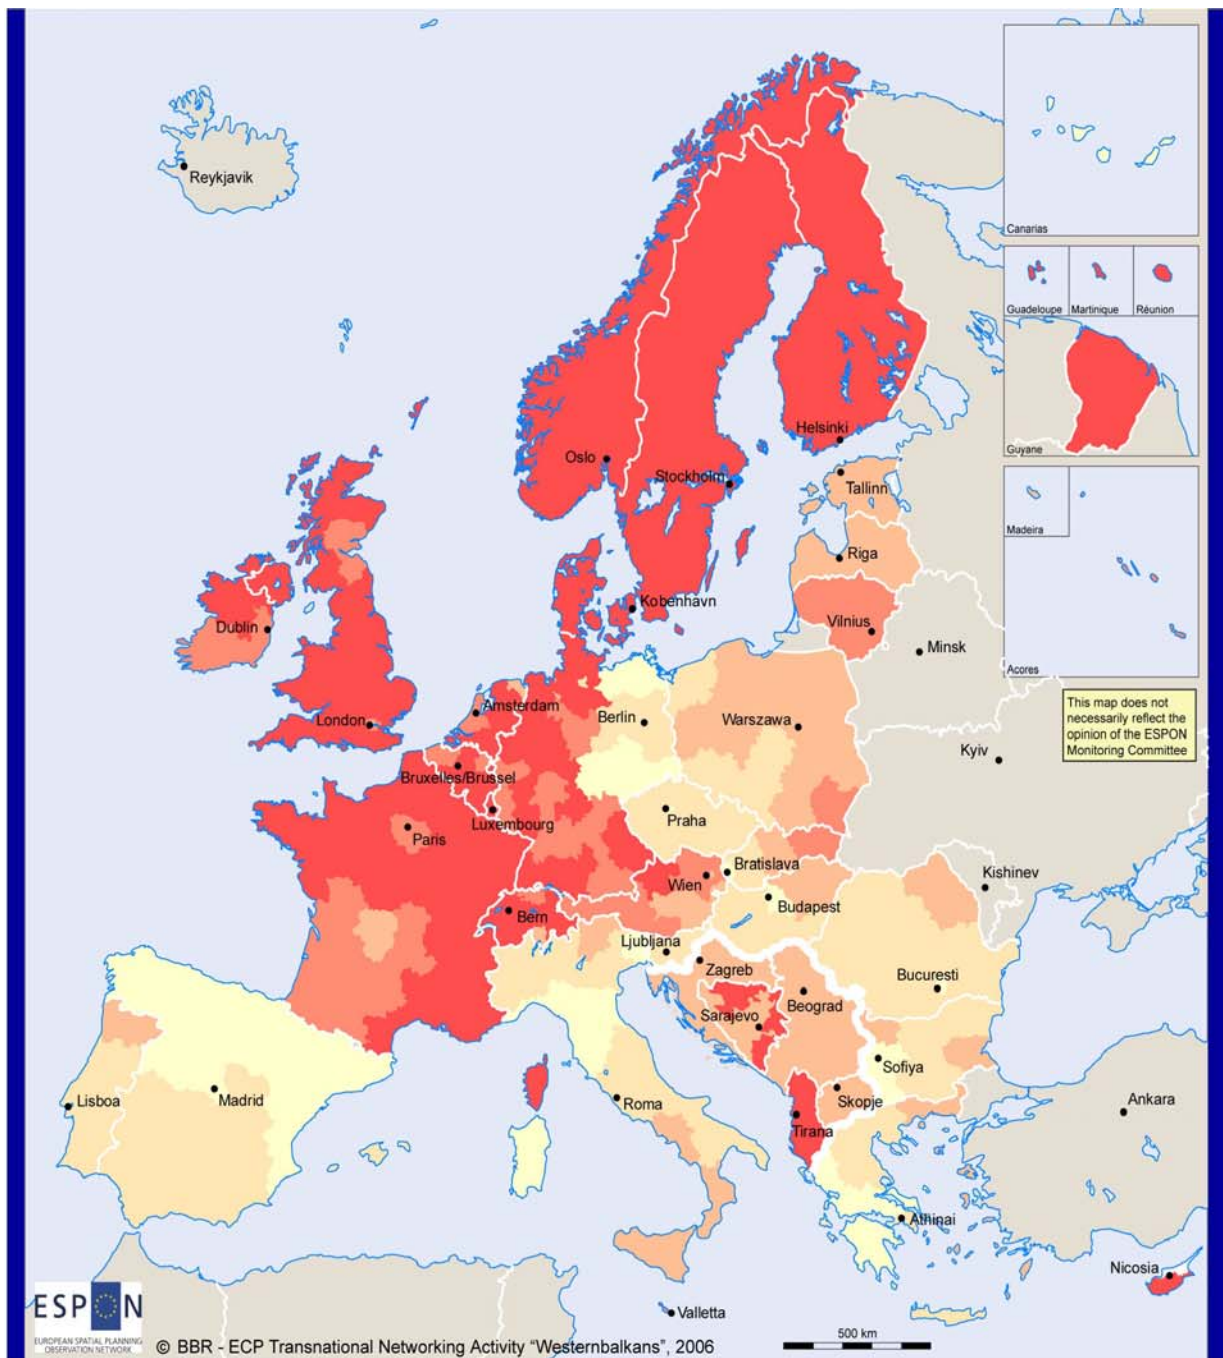 Reykjavik
Canarias
Guadeloupe
Martinique
Réunion
Guyane
Helsinki
Oslo
Stockholm
Tallinn
Madeira
Riga
Kobenhavn
Dublin
Vilnius
Minsk
Acores
This map does not
necessarily reflect the
opinion of the ESPON
Monitoring Committee
Amsterdam
London
Berlin
Warszawa
Kyiv
Bruxelles/Brussel
Luxembourg
Praha
Paris
Bratislava
Wien
Kishinev
Budapest
Bern
Ljubljana
Zagreb
Bucuresti
Beograd
Sarajevo
Sofiya
Madrid
Lisboa
Roma
Skopje
Ankara
Tirana
Athinai
Nicosia
Valletta
ESPON
EUROPEAN SPATIAL PLANNING
OBSERVATION NETWORK
500 km
© BBR - ECP Transnational Networking Activity "Westernbalkans", 2006